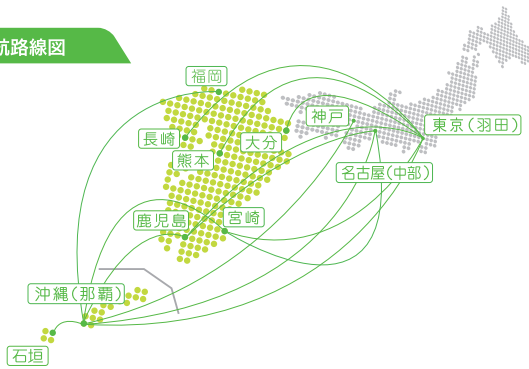 航路線図
福岡
長崎
熊本
大分
神戸
東京(羽田)
名古屋(中部)
鹿児島
宮崎
沖縄(那覇)
石垣